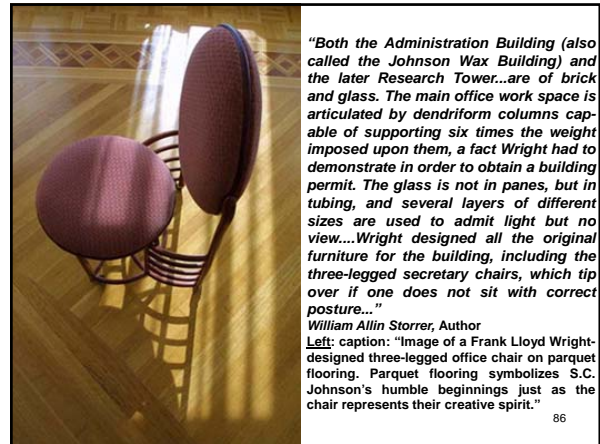 “Both the Administration Building (also
called the Johnson Wax Building) and
the later Research Tower...are of brick
and glass. The main office work space is
articulated by dendriform columns cap-
able of supporting six times the weight
imposed upon them, a fact Wright had to
demonstrate in order to obtain a building
permit. The glass is not in panes, but in
tubing, and several layers of different
sizes are used to admit light but no
view....Wright designed all the original
furniture for the building, including the
three-legged secretary chairs, which tip
over if one does not sit with correct
posture...”
William Allin Storrer, Author
Left: caption: “Image of a Frank Lloyd Wright-
designed three-legged office chair on parquet
flooring. Parquet flooring symbolizes S.C.
Johnson’s humble beginnings just as the
chair represents their creative spirit.”
86